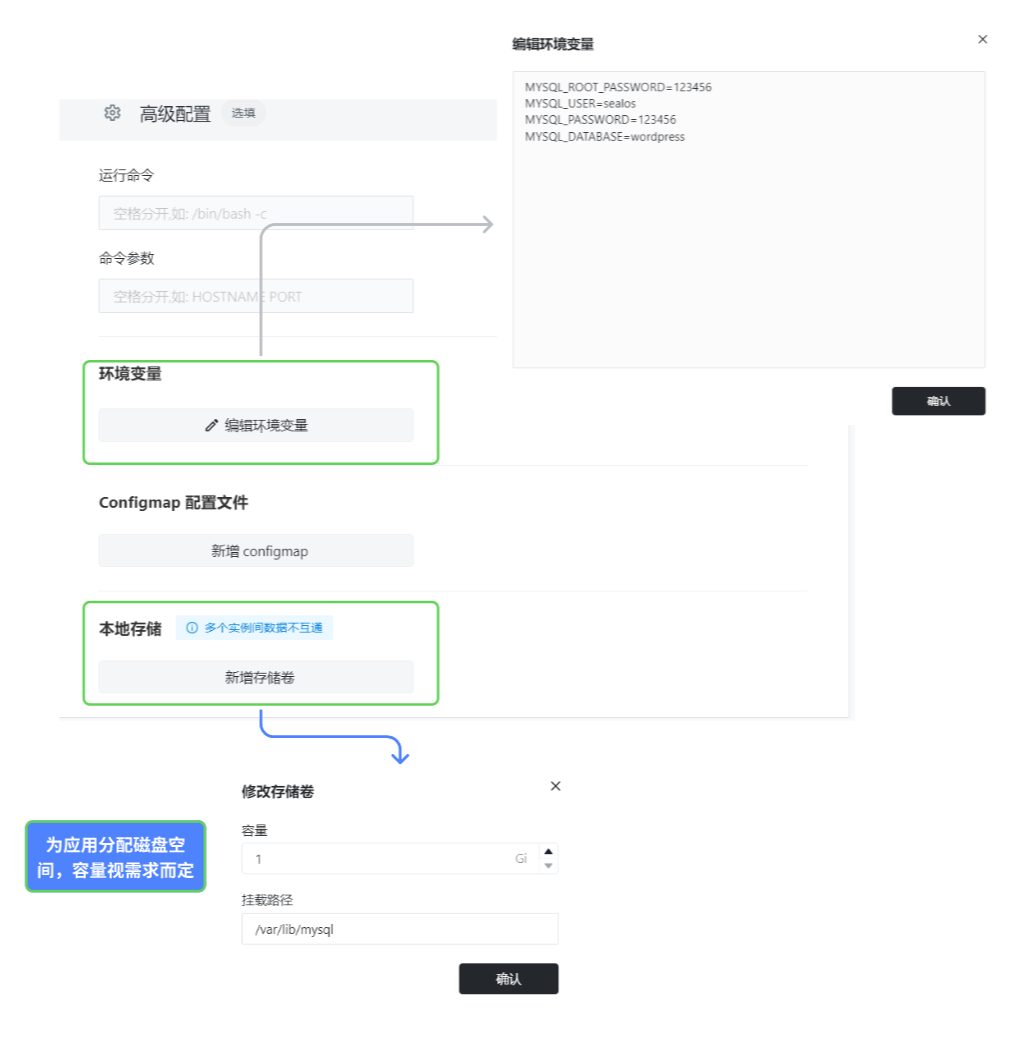 编辑环境变量
MYSQL_ROOT_PASSWORD=123456
MYSQL_USER=sealos
MYSQL_PASSWORD=123456
MYSQL_DATABASE=wordpress
确认
高级配置 选填
运行命令
空格分开,如: /bin/bash -c
命令参数
空格分开,如: HOSTNAME PORT
环境变量
编辑环境变量
Configmap 配置文件
新增 configmap
本地存储 多个实例间数据不互通
新增存储卷
修改存储卷
为应用分配磁盘空
间，容量视需求而定
容量
1 Gi
挂载路径
/var/lib/mysql
确认